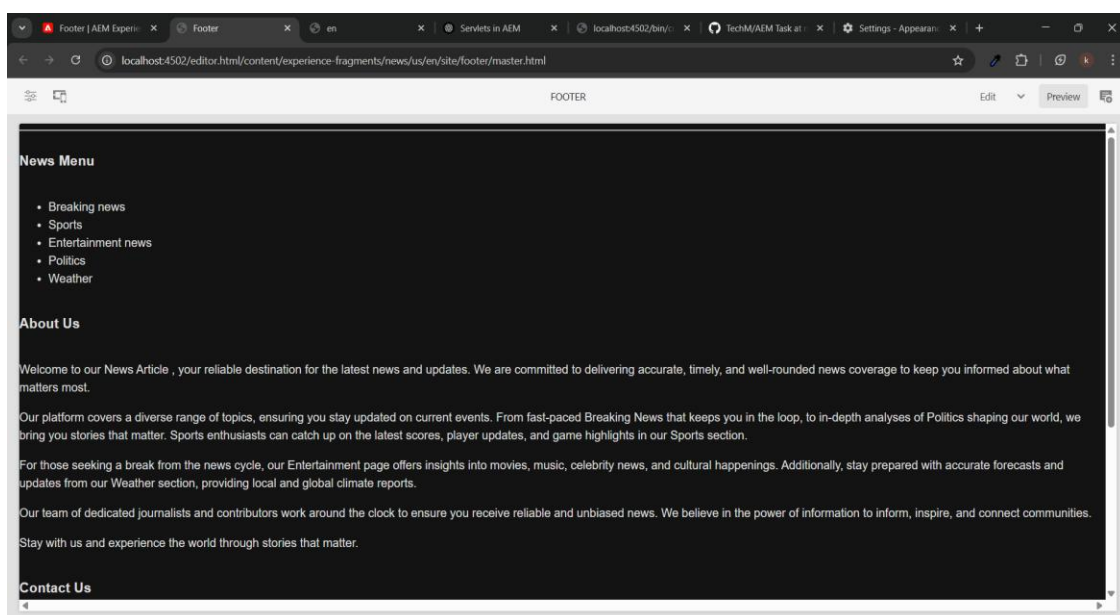 Footer | AEM Experie
Footer
en
Servlets in AEM
localhost:4502/bin/c
TechM/AEM Task at
Settings - Appearanc
localhost:4502/editor.html/content/experience-fragments/news/us/en/site/footer/master.html
k
FOOTER
Edit
Preview
News Menu
• Breaking news
• Sports
• Entertainment news
• Politics
• Weather
About Us
Welcome to our News Article , your reliable destination for the latest news and updates. We are committed to delivering accurate, timely, and well-rounded news coverage to keep you informed about what
matters most.
Our platform covers a diverse range of topics, ensuring you stay updated on current events. From fast-paced Breaking News that keeps you in the loop, to in-depth analyses of Politics shaping our world, we
bring you stories that matter. Sports enthusiasts can catch up on the latest scores, player updates, and game highlights in our Sports section.
For those seeking a break from the news cycle, our Entertainment page offers insights into movies, music, celebrity news, and cultural happenings. Additionally, stay prepared with accurate forecasts and
updates from our Weather section, providing local and global climate reports.
Our team of dedicated journalists and contributors work around the clock to ensure you receive reliable and unbiased news. We believe in the power of information to inform, inspire, and connect communities.
Stay with us and experience the world through stories that matter.
Contact Us